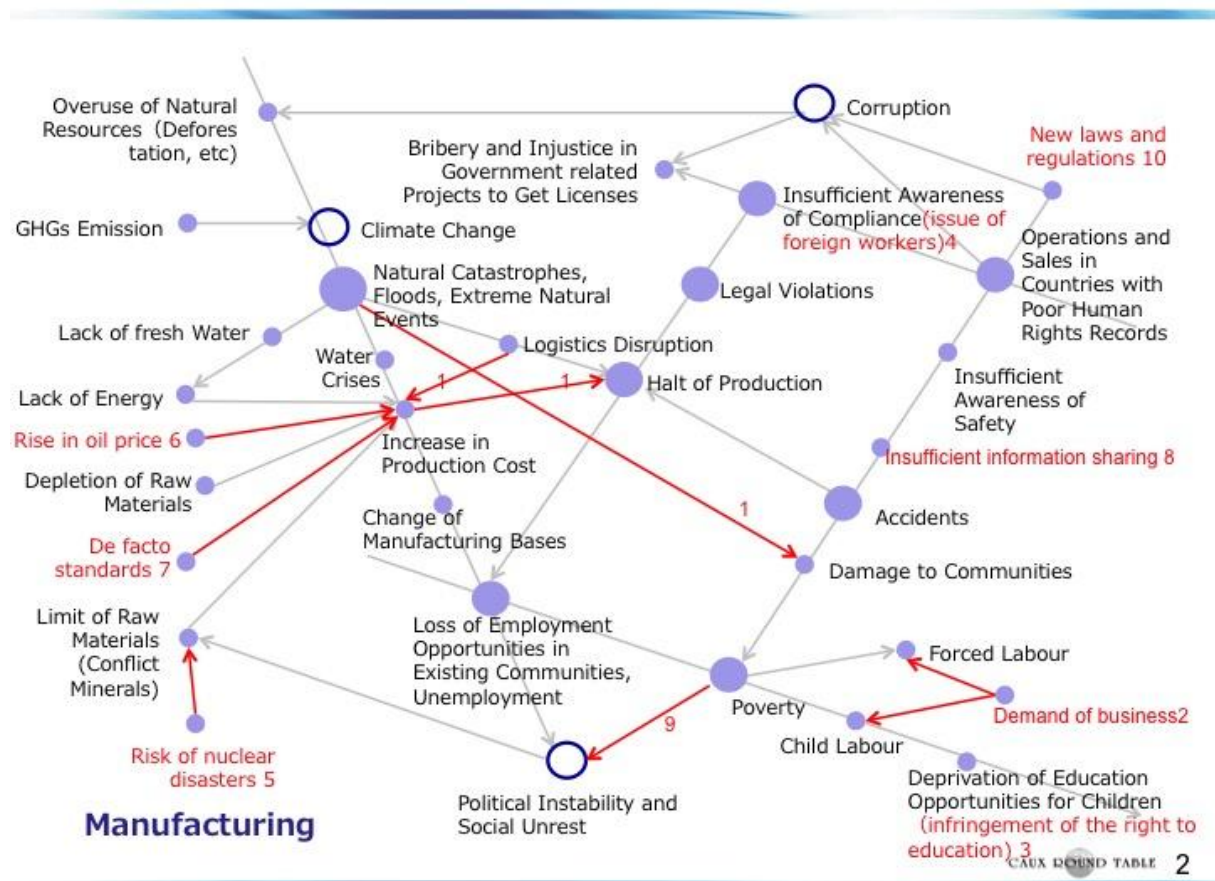 Overuse of Natural
Resources (Defores
tation, etc)
Corruption
New laws and
regulations 10
Bribery and Injustice in
Government related
Projects to Get Licenses
Insufficient Awareness
of Compliance(issue of
foreign workers)4
GHGs Emission
Climate Change
Operations and
Sales in
Countries with
Poor Human
Rights Records
Natural Catastrophes,
Floods, Extreme Natural
Events
Legal Violations
Lack of fresh Water
Water
Crises
Logistics Disruption
Lack of Energy
1
1
Halt of Production
Insufficient
Awareness of
Safety
Rise in oil price 6
Increase in
Production Cost
Insufficient information sharing 8
Depletion of Raw
Materials
Change of
Manufacturing Bases
1
Accidents
De facto
standards 7
Damage to Communities
Limit of Raw
Materials
(Conflict
Minerals)
Loss of Employment
Opportunities in
Existing Communities,
Unemployment
Forced Labour
Poverty
Demand of business2
9
Child Labour
Risk of nuclear
disasters 5
Deprivation of Education
Opportunities for Children
(infringement of the right to
education) 3
Political Instability and
Social Unrest
Manufacturing
CAUX ROUND TABLE
2